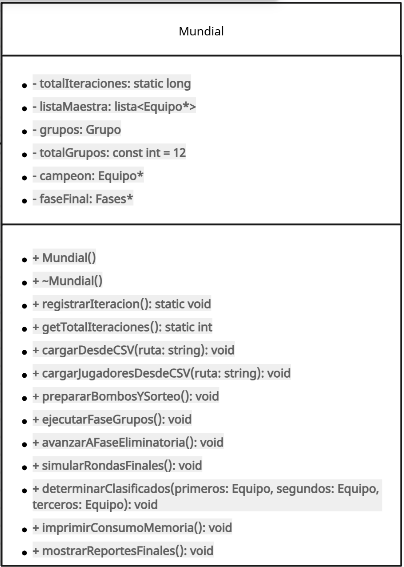 Mundial
- totalIteraciones: static long
- listaMaestra: lista<Equipo*>
- grupos: Grupo
- totalGrupos: const int = 12
- campeon: Equipo*
- faseFinal: Fases*
+ Mundial()
+ ~Mundial()
+ registrarIteracion(): static void
+ getTotalIteraciones(): static int
+ cargarDesdeCSV(ruta: string): void
+ cargarJugadoresDesdeCSV(ruta: string): void
+ prepararBombosYSorteo(): void
+ ejecutarFaseGrupos(): void
+ avanzarAFaseEliminatoria(): void
+ simularRondasFinales(): void
+ determinarClasificados(primeros: Equipo, segundos: Equipo,
terceros: Equipo): void
+ imprimirConsumoMemoria(): void
+ mostrarReportesFinales(): void